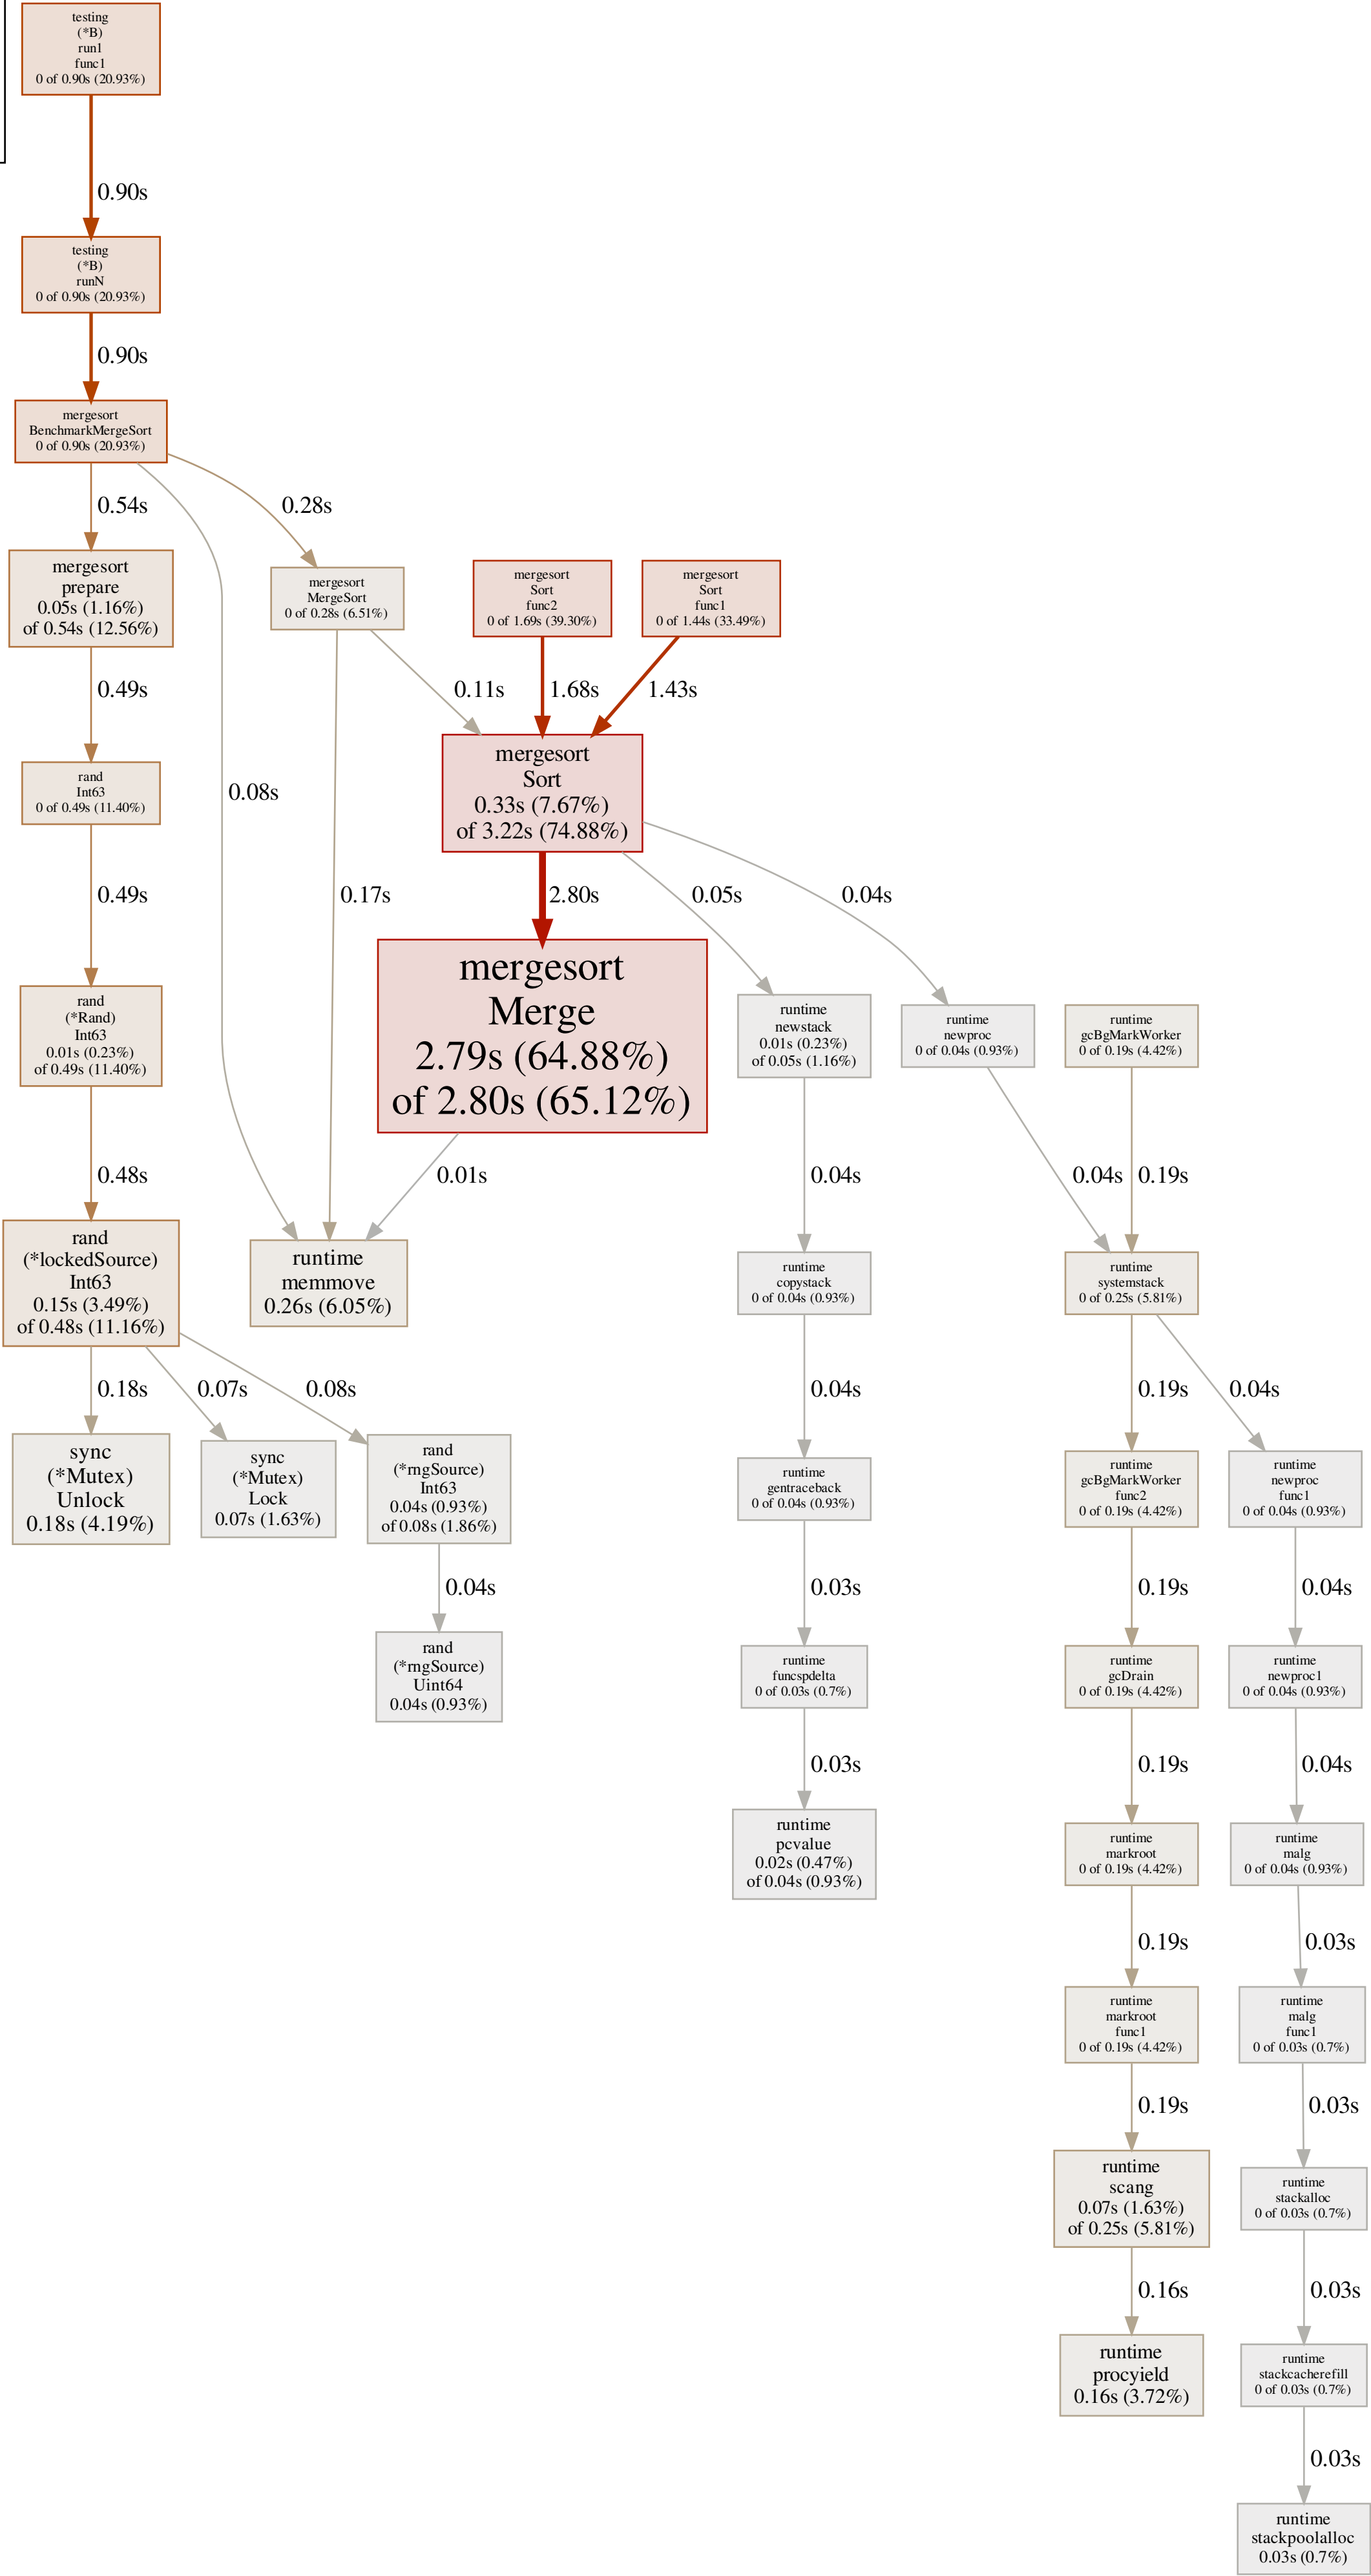 testing
(*B)
run1
func1
0 of 0.90s (20.93%)
0.90s
testing
(*B)
runN
0 of 0.90s (20.93%)
0.90s
mergesort
BenchmarkMergeSort
0 of 0.90s (20.93%)
0.54s
0.28s
mergesort
prepare
0.05s (1.16%)
of 0.54s (12.56%)
mergesort
MergeSort
0 of 0.28s (6.51%)
mergesort
Sort
func2
0 of 1.69s (39.30%)
mergesort
Sort
func1
0 of 1.44s (33.49%)
0.49s
0.11s
1.68s
1.43s
rand
Int63
0 of 0.49s (11.40%)
0.08s
mergesort
Sort
0.33s (7.67%)
of 3.22s (74.88%)
0.49s
0.17s
2.80s
0.05s
0.04s
rand
(*Rand)
Int63
0.01s (0.23%)
of 0.49s (11.40%)
mergesort
Merge
2.79s (64.88%)
of 2.80s (65.12%)
runtime
newstack
0.01s (0.23%)
of 0.05s (1.16%)
runtime
newproc
0 of 0.04s (0.93%)
runtime
gcBgMarkWorker
0 of 0.19s (4.42%)
0.48s
0.01s
0.04s
0.04s
0.19s
rand
(*lockedSource)
Int63
0.15s (3.49%)
of 0.48s (11.16%)
runtime
memmove
0.26s (6.05%)
runtime
copystack
0 of 0.04s (0.93%)
runtime
systemstack
0 of 0.25s (5.81%)
0.18s
0.07s
0.08s
0.04s
0.19s
0.04s
sync
(*Mutex)
Unlock
0.18s (4.19%)
sync
(*Mutex)
Lock
0.07s (1.63%)
rand
(*rngSource)
Int63
0.04s (0.93%)
of 0.08s (1.86%)
runtime
gentraceback
0 of 0.04s (0.93%)
runtime
gcBgMarkWorker
func2
0 of 0.19s (4.42%)
runtime
newproc
func1
0 of 0.04s (0.93%)
0.04s
0.03s
0.19s
0.04s
rand
(*rngSource)
Uint64
0.04s (0.93%)
runtime
funcspdelta
0 of 0.03s (0.7%)
runtime
gcDrain
0 of 0.19s (4.42%)
runtime
newproc1
0 of 0.04s (0.93%)
0.03s
0.19s
0.04s
runtime
pcvalue
0.02s (0.47%)
of 0.04s (0.93%)
runtime
markroot
0 of 0.19s (4.42%)
runtime
malg
0 of 0.04s (0.93%)
0.19s
0.03s
runtime
markroot
func1
0 of 0.19s (4.42%)
runtime
malg
func1
0 of 0.03s (0.7%)
0.19s
0.03s
runtime
scang
0.07s (1.63%)
of 0.25s (5.81%)
runtime
stackalloc
0 of 0.03s (0.7%)
0.16s
0.03s
runtime
procyield
0.16s (3.72%)
runtime
stackcacherefill
0 of 0.03s (0.7%)
0.03s
runtime
stackpoolalloc
0.03s (0.7%)